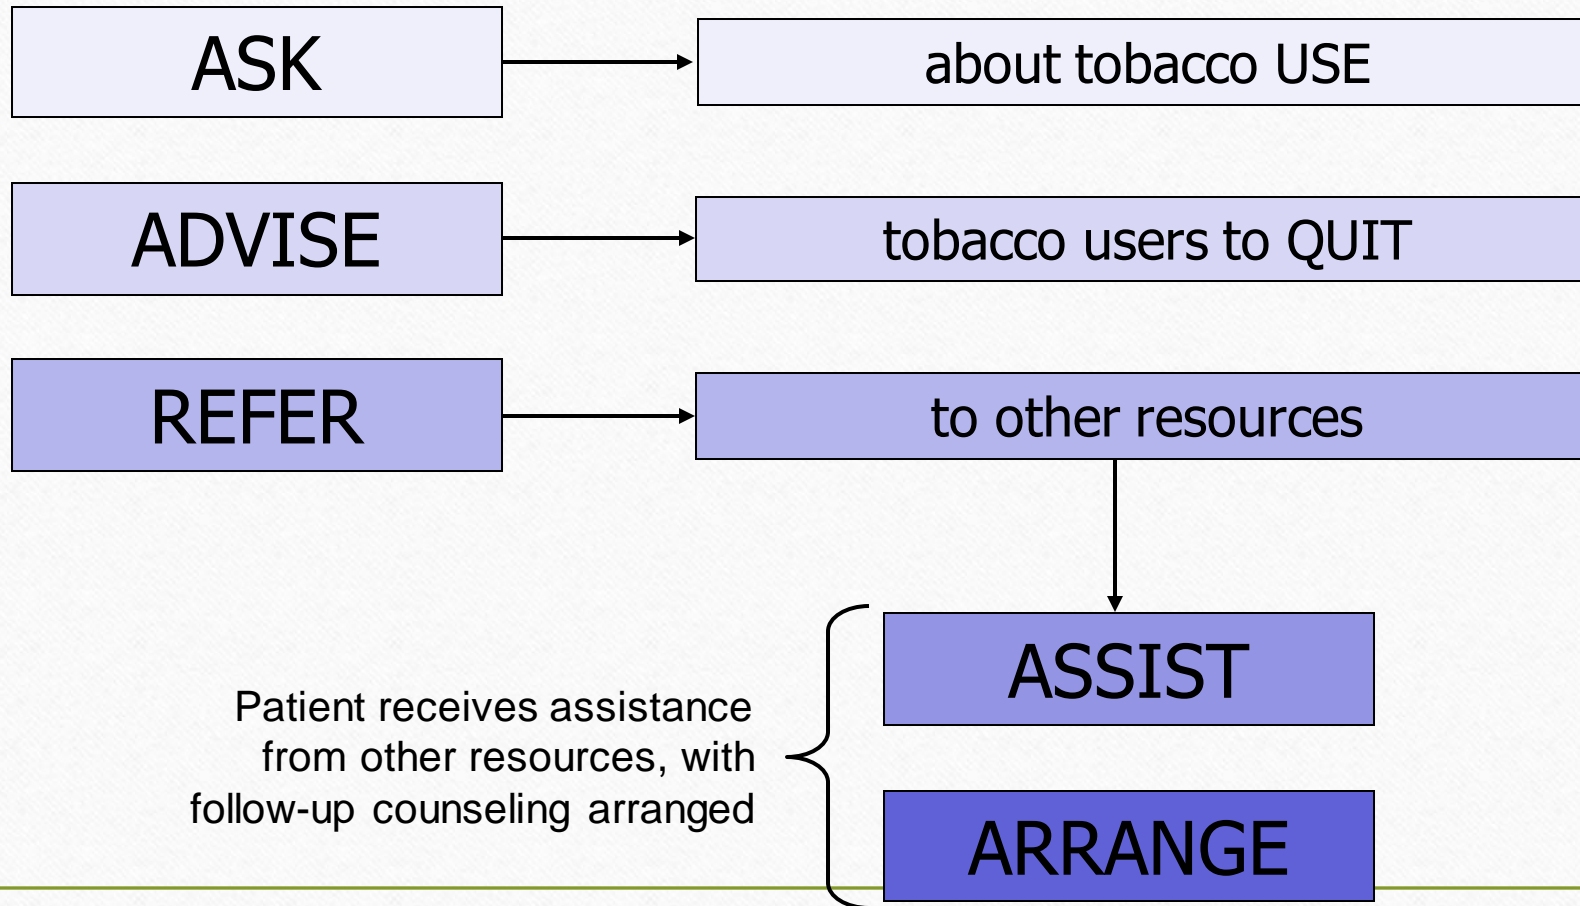 ASK
about tobacco USE
ADVISE
tobacco users to QUIT
REFER
to other resources
ASSIST
Patient receives assistance
from other resources, with
follow-up counseling arranged
ARRANGE